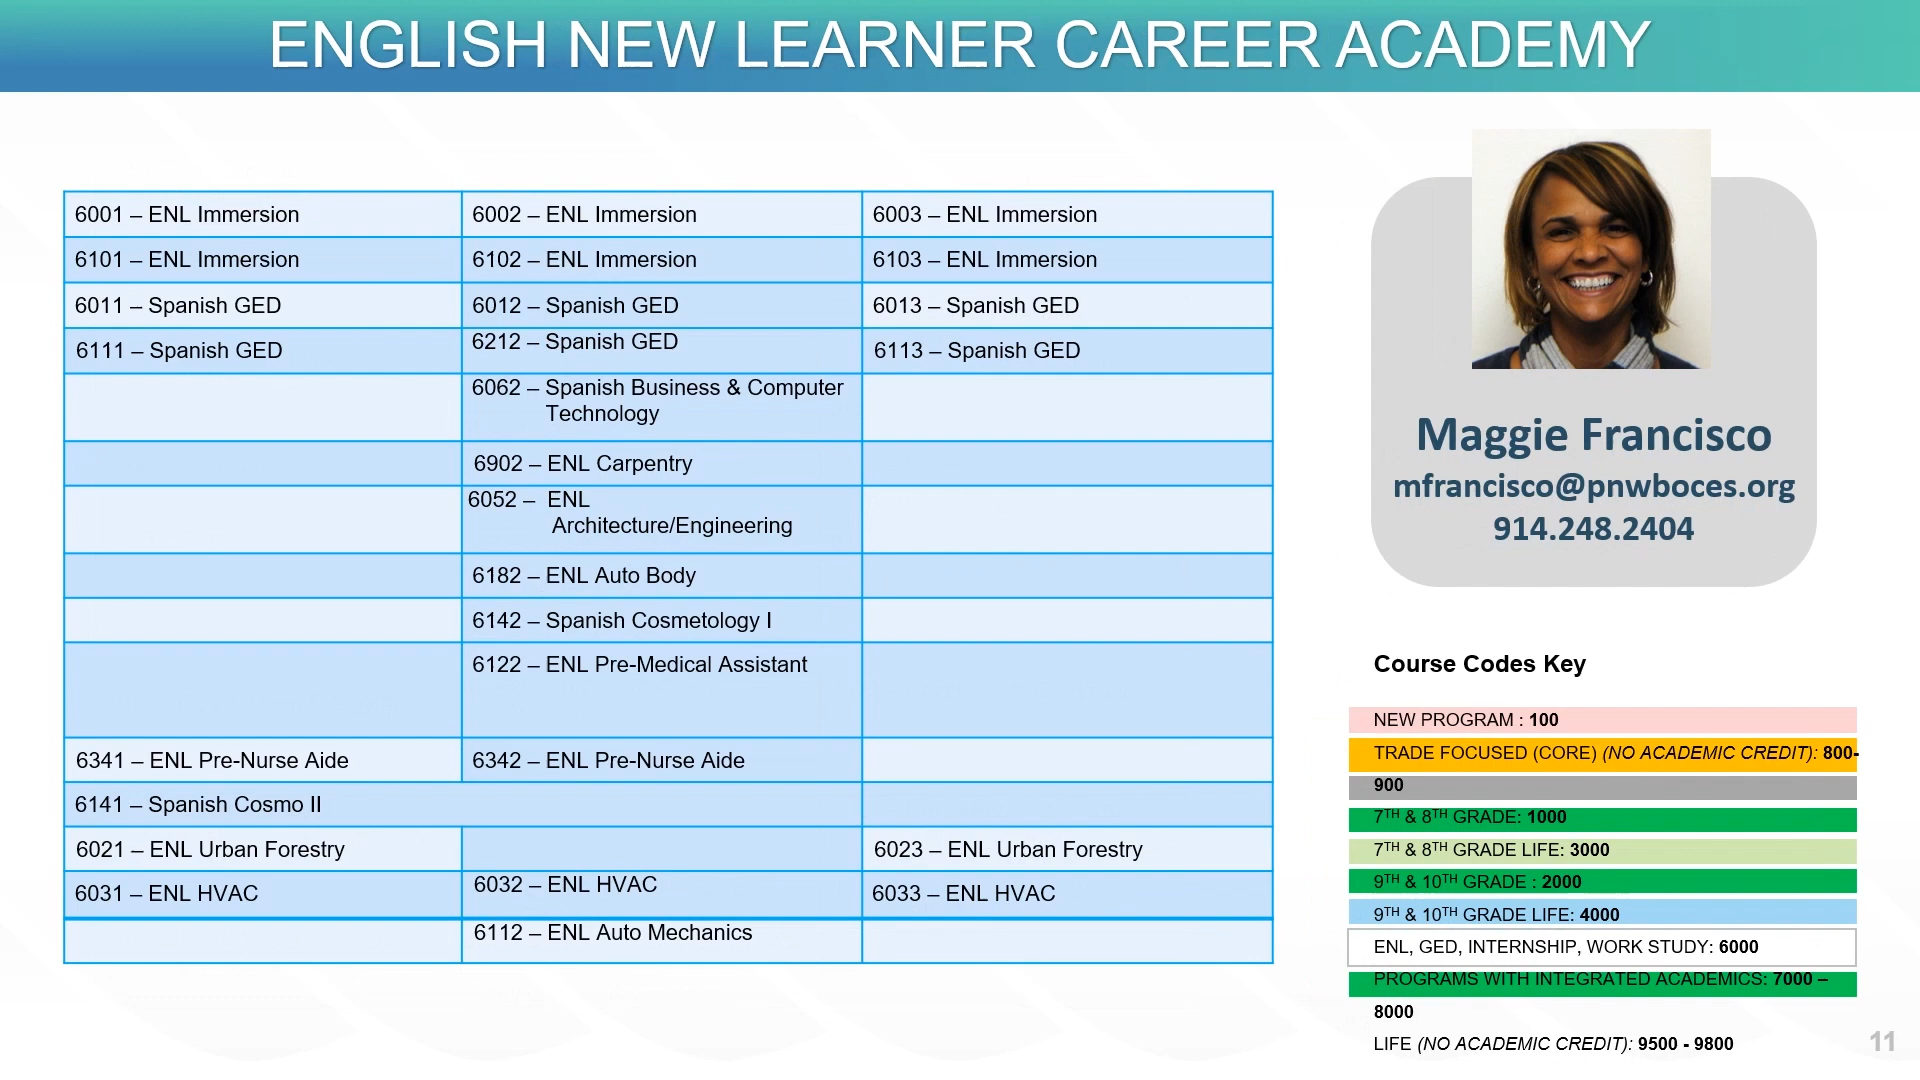 ENGLISH NEW LEARNER CAREER ACADEMY
6001 – ENL Immersion
6002 – ENL Immersion
6003 – ENL Immersion
6101 – ENL Immersion
6102 – ENL Immersion
6103 – ENL Immersion
6011 – Spanish GED
6012 – Spanish GED
6013 – Spanish GED
6111 – Spanish GED
6212 – Spanish GED
6113 – Spanish GED
6062 – Spanish Business & Computer
Technology
6902 – ENL Carpentry
6052 – ENL
Architecture/Engineering
6182 – ENL Auto Body
6142 – Spanish Cosmetology I
6122 – ENL Pre-Medical Assistant
6341 – ENL Pre-Nurse Aide
6342 – ENL Pre-Nurse Aide
6141 – Spanish Cosmo II
6021 – ENL Urban Forestry
6023 – ENL Urban Forestry
6031 – ENL HVAC
6032 – ENL HVAC
6033 – ENL HVAC
6112 – ENL Auto Mechanics
Maggie Francisco
mfrancisco@pnwboces.org
914.248.2404
Course Codes Key
NEW PROGRAM : 100
TRADE FOCUSED (CORE) (NO ACADEMIC CREDIT): 800-
900
7TH & 8TH GRADE: 1000
7TH & 8TH GRADE LIFE: 3000
9TH & 10TH GRADE : 2000
9TH & 10TH GRADE LIFE: 4000
ENL, GED, INTERNSHIP, WORK STUDY: 6000
PROGRAMS WITH INTEGRATED ACADEMICS: 7000 –
8000
LIFE (NO ACADEMIC CREDIT): 9500 - 9800
11